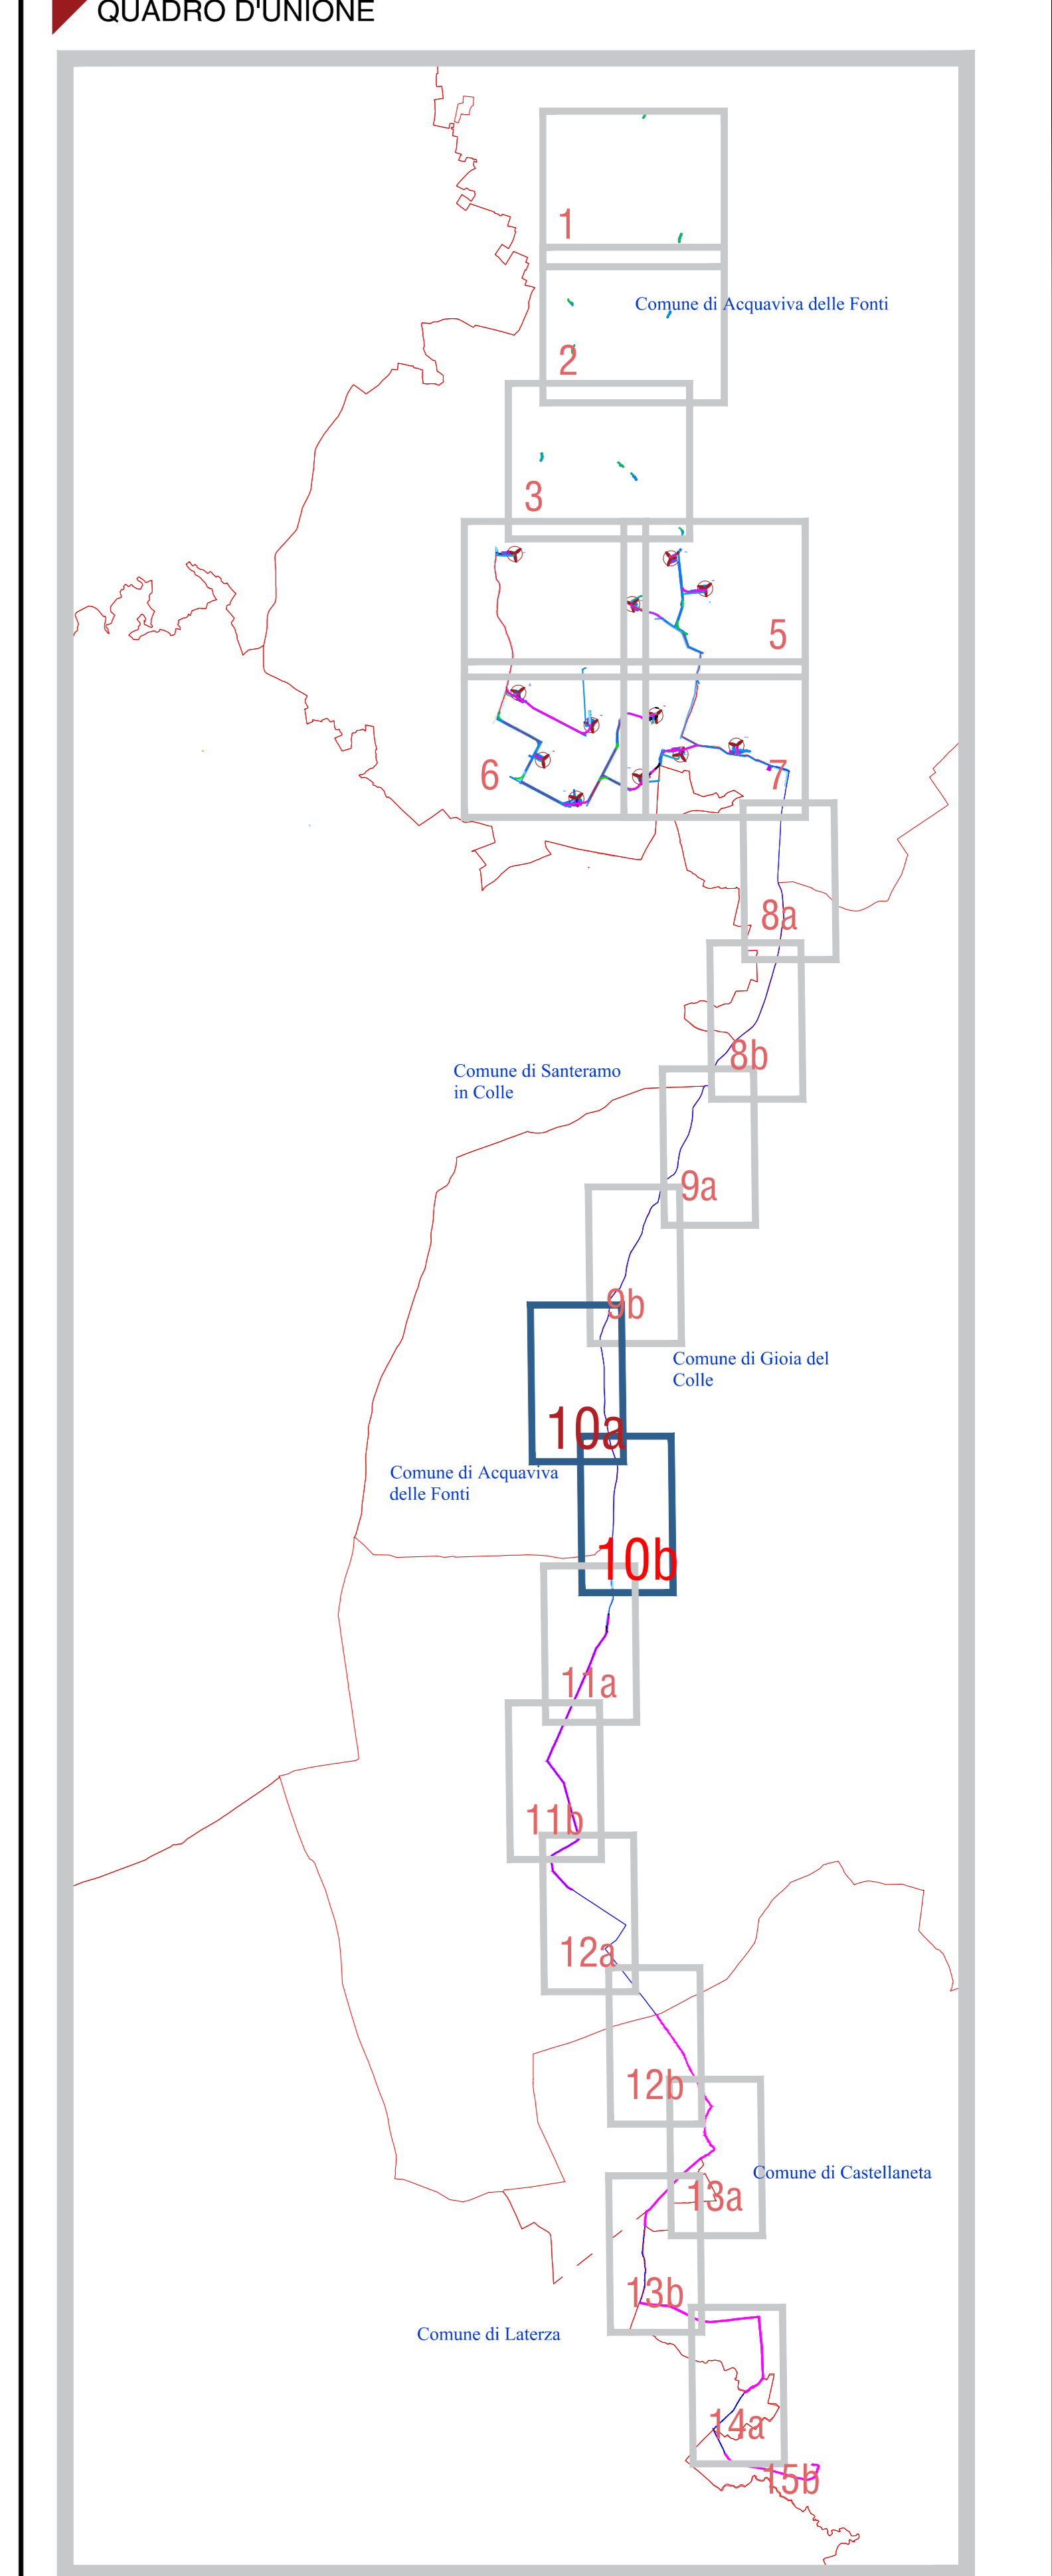 QUADRO D'UNIONE
1
Comune di Acquaviva delle Fonti
2
3
5
6
7
8a
8b
Comune di Santeramo
in Colle
9a
9b
Comune di Gioia del
Colle
10a
Comune di Acquaviva
delle Fonti
10b
11a
11b
12a
12b
Comune di Castellaneta
13a
13b
Comune di Laterza
14a
15b